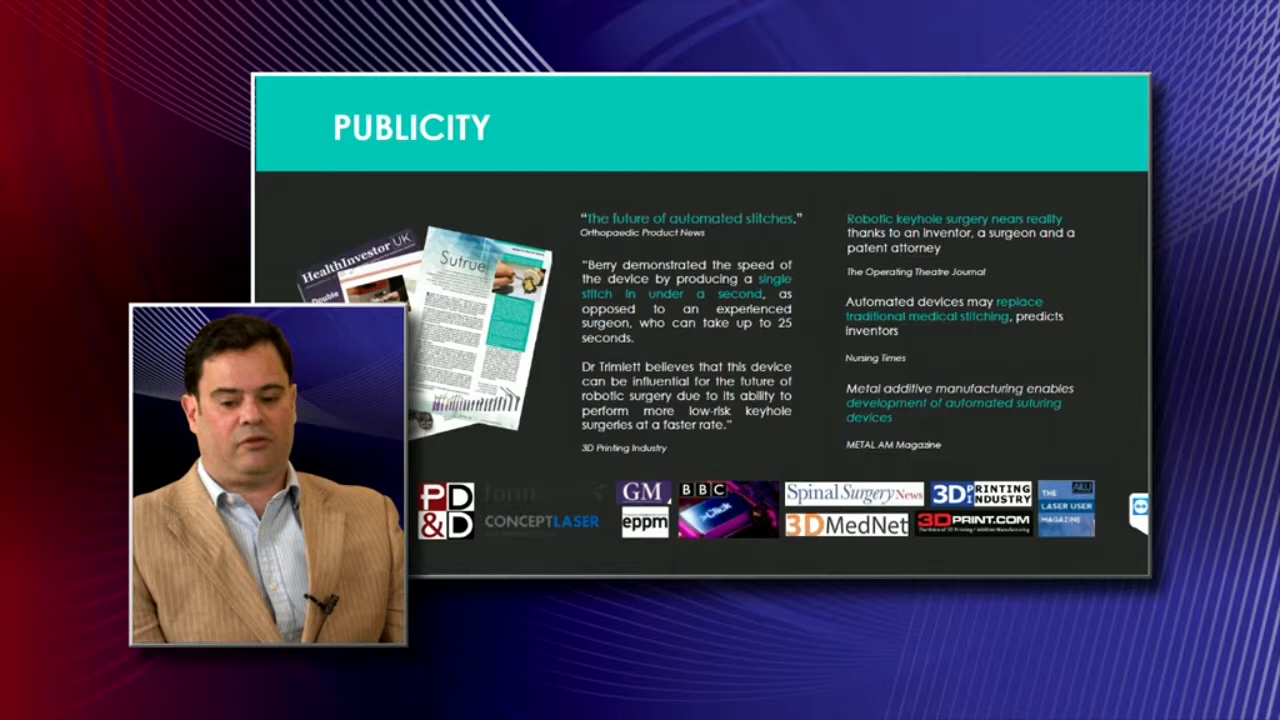 PUBLICITY
HealthInvestor UK
Double
Sutrue
“The future of automated stitches.”
Orthopaedic Product News
"Berry demonstrated the speed of
the device by producing a single
stitch in under a second, as
opposed to an experienced
surgeon, who can take up to 25
seconds.
Dr Trimlett believes that this device
can be influential for the future of
robotic surgery due to its ability to
perform more low-risk keyhole
surgeries at a faster rate."
3D Printing Industry
Robotic keyhole surgery nears reality
thanks to an inventor, a surgeon and a
patent attorney
The Operating Theatre Journal
Automated devices may replace
traditional medical stitching, predicts
inventors
Nursing Times
Metal additive manufacturing enables
development of automated suturing
devices
METAL AM Magazine
PD
&D
form
CONCEPTLASER
GM
eppm
BBC
Click
Spinal Surgery News
3DMedNet
3DPI PRINTING
INDUSTRY
3DPRINT.COM
AILU
THE
LASER USER
MAGAZINE